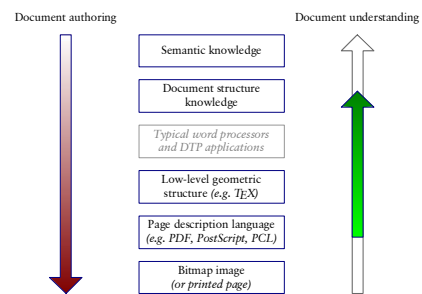 Document authoring
Document understanding
Semantic knowledge
Document structure
knowledge
Typical word processors
and DTP applications
Low-level geometric
structure (e.g. TEX)
Page description language
(e.g. PDF, PostScript, PCL)
Bitmap image
(or printed page)